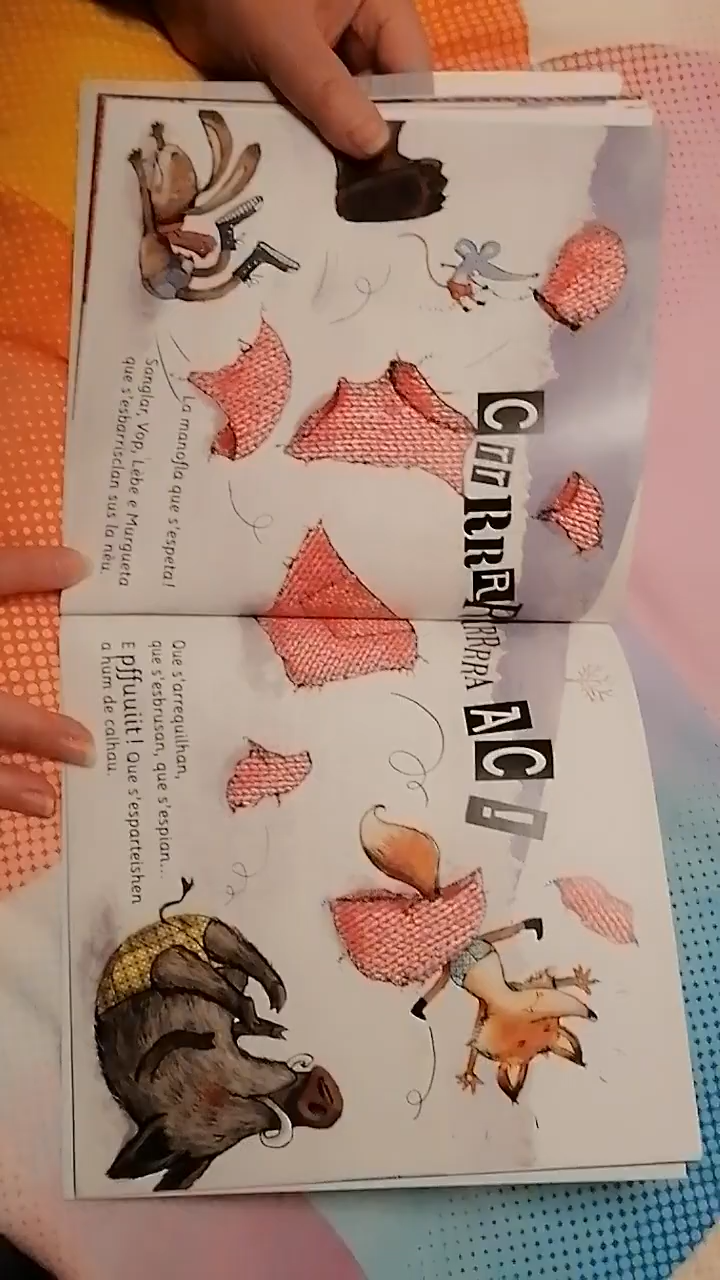 CrrRRRRRRRA AC!
La manofla que s'espeta!
Sanglar, Vop, Lèbe e Murgueta
que s'esbarrisclan sus la nèu.
Que s'arrequilhan,
que s'esbrusan, que s'espian...
E pffuuiit! Que s'esparteishen
a hum de calhau.